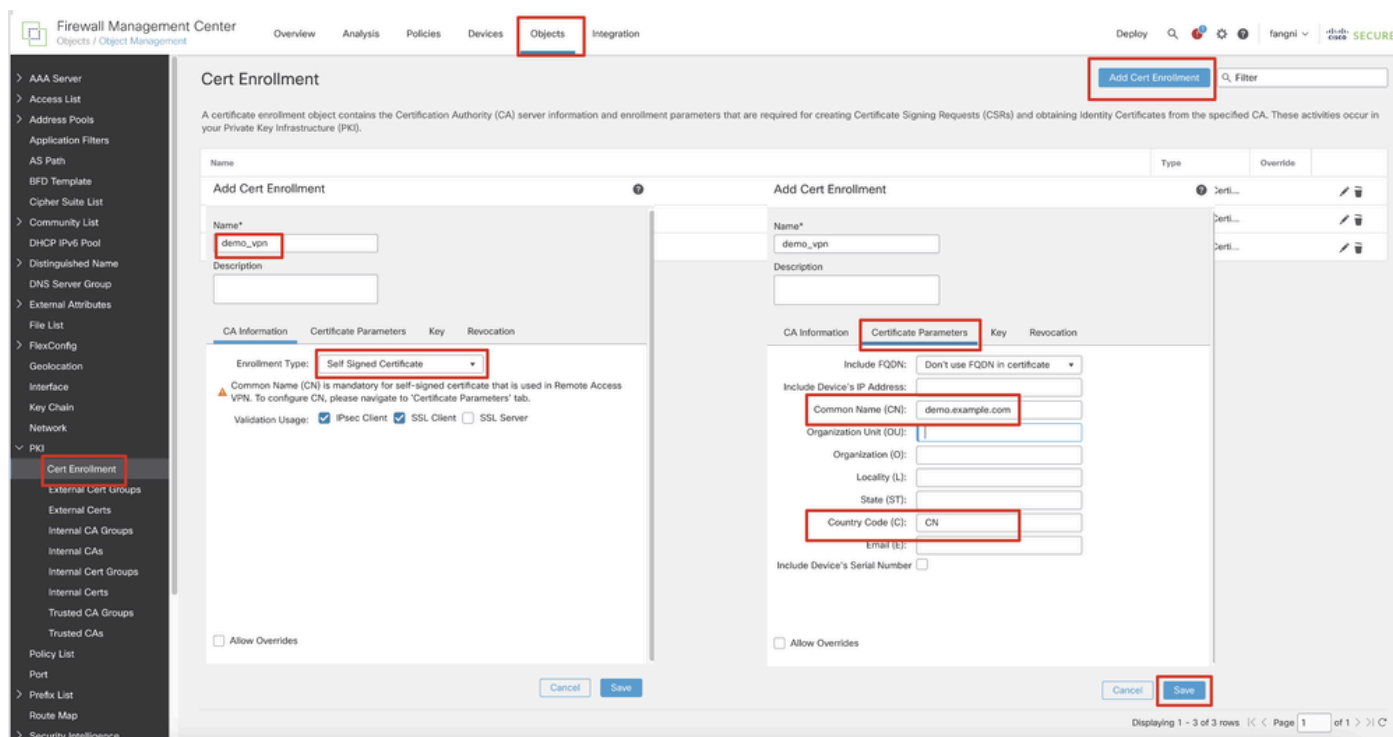 Firewall Management Center
Objects / Object Management
Overview Analysis Policies Devices Objects Integration
Deploy fangni SECURE
AAA Server
Access List
Address Pools
Application Filters
AS Path
BFD Template
Cipher Suite List
Community List
DHCP IPv6 Pool
Distinguished Name
DNS Server Group
External Attributes
File List
FlexConfig
Geolocation
Interface
Key Chain
Network
PKI
Cert Enrollment
External Cert Groups
External Certs
Internal CA Groups
Internal CAs
Internal Cert Groups
Internal Certs
Trusted CA Groups
Trusted CAs
Policy List
Port
Prefix List
Route Map
Security Intelligence
Cert Enrollment
Add Cert Enrollment Filter
A certificate enrollment object contains the Certification Authority (CA) server information and enrollment parameters that are required for creating Certificate Signing Requests (CSRs) and obtaining Identity Certificates from the specified CA. These activities occur in
your Private Key Infrastructure (PKI).
Name Type Override
Add Cert Enrollment
Name*
demo_vpn
Description
CA Information Certificate Parameters Key Revocation
Enrollment Type: Self Signed Certificate
Common Name (CN) is mandatory for self-signed certificate that is used in Remote Access
VPN. To configure CN, please navigate to 'Certificate Parameters' tab.
Validation Usage: IPsec Client SSL Client SSL Server
Allow Overrides
Cancel Save
Add Cert Enrollment
Name*
demo_vpn
Description
CA Information Certificate Parameters Key Revocation
Include FQDN: Don't use FQDN in certificate
Include Device's IP Address:
Common Name (CN): demo.example.com
Organization Unit (OU):
Organization (O):
Locality (L):
State (ST):
Country Code (C): CN
Email (E):
Include Device's Serial Number
Allow Overrides
Cancel Save
Certi...
Certi...
Certi...
Displaying 1 - 3 of 3 rows Page 1 of 1